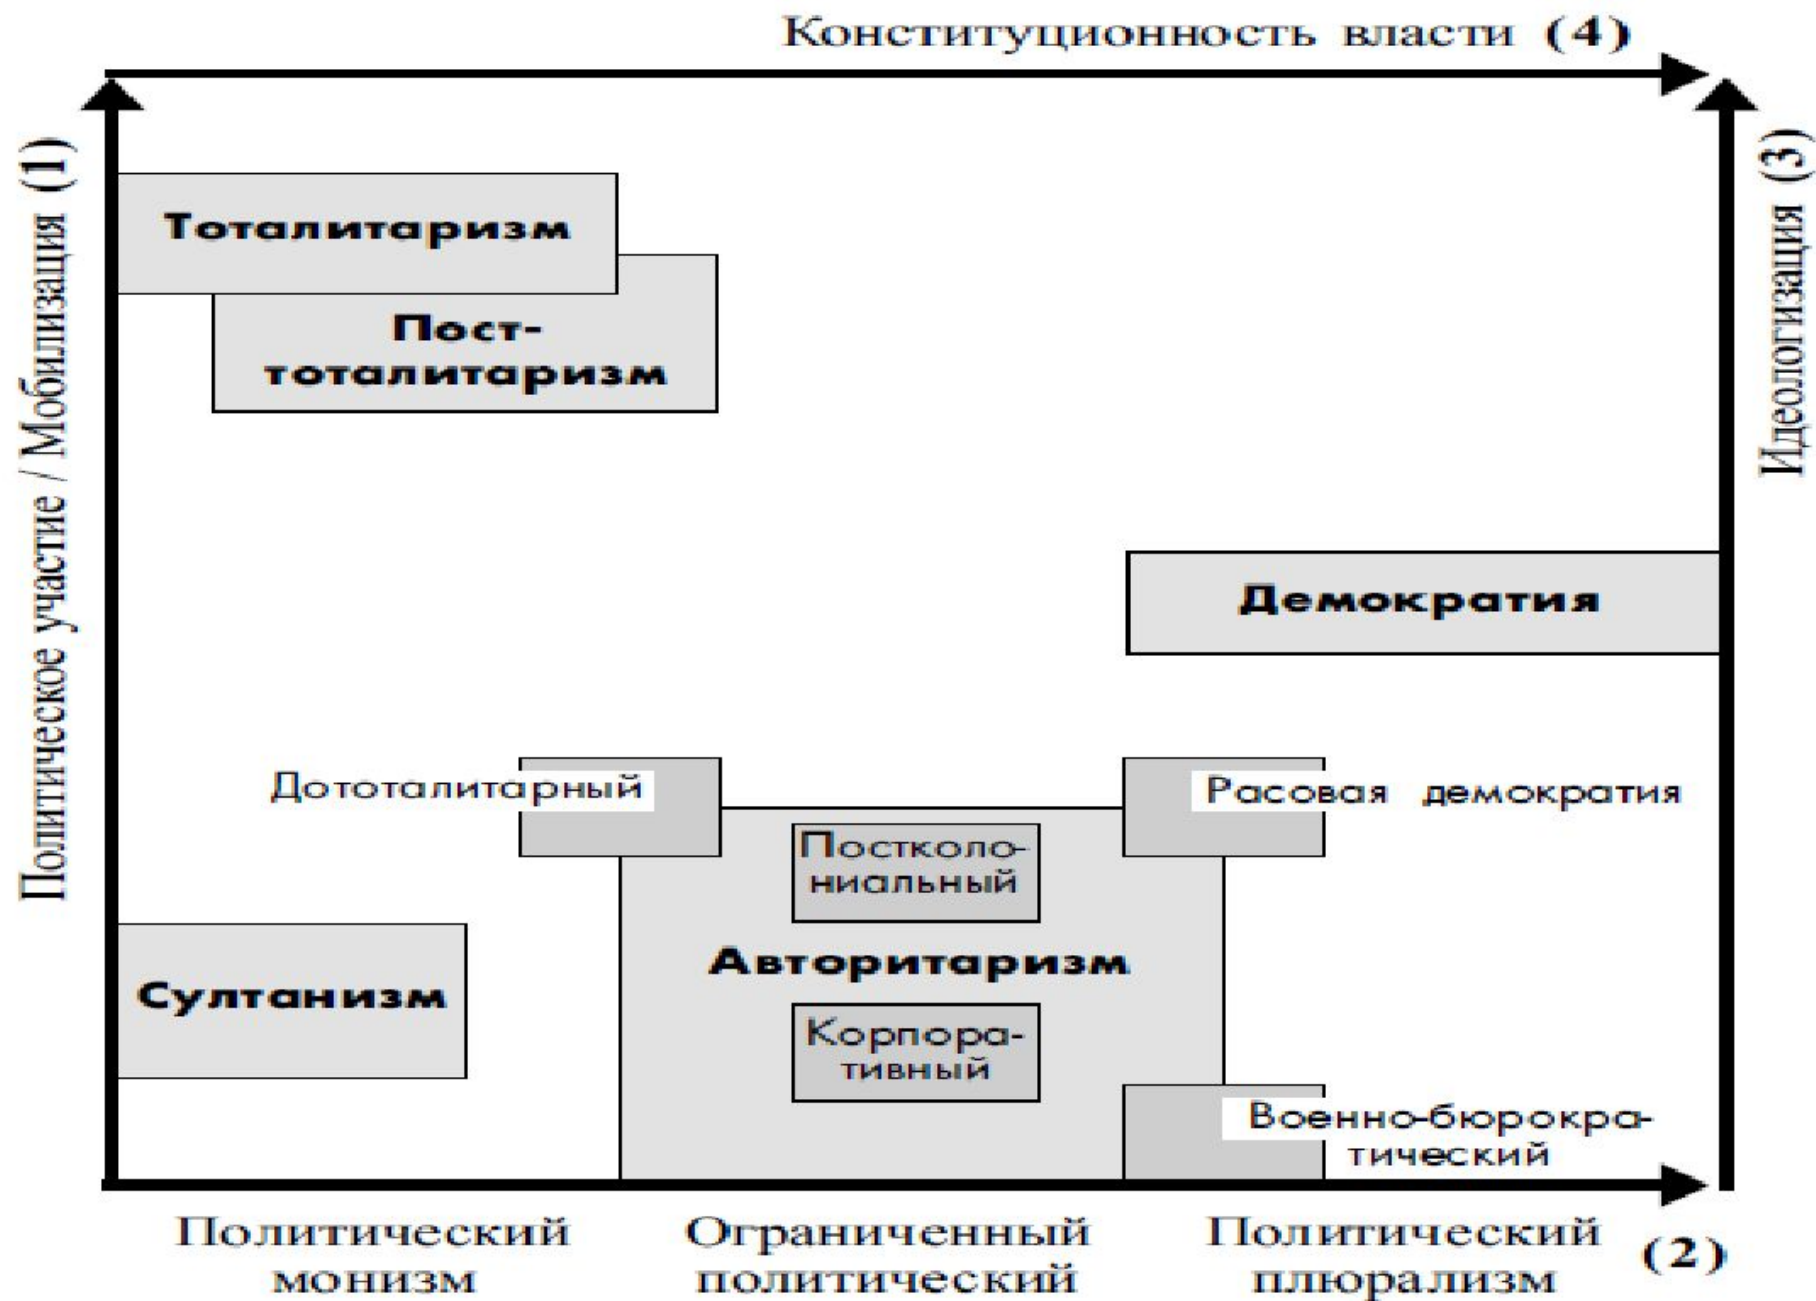 Конституционность власти (4)
Политическое участие / Мобилизация (1)
Идеологизация (3)
Тоталитаризм
Пост-
тоталитаризм
Демократия
Дототалитарный
Расовая демократия
Постколо-
ниальный
Авторитаризм
Султанизм
Корпора-
тивный
Военно-бюрокра-
тический
Политический
монизм
Ограниченный
политический
Политический
плюрализм
(2)